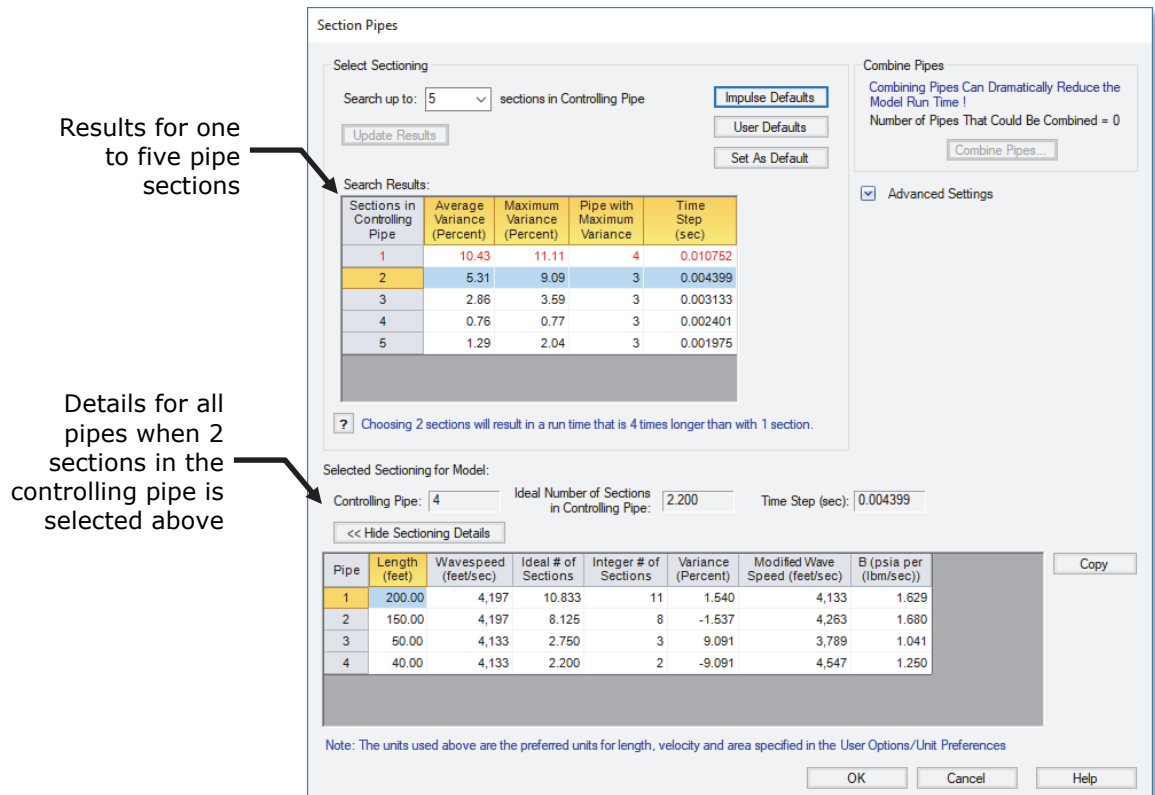 Section Pipes
Select Sectioning
Search up to: 5 sections in Controlling Pipe
Update Results
Impulse Defaults
User Defaults
Set As Default
Combine Pipes
Combining Pipes Can Dramatically Reduce the
Model Run Time !
Number of Pipes That Could Be Combined = 0
Combine Pipes...
Advanced Settings
Results for one
to five pipe
sections
Search Results:
Sections in Controlling Pipe Average Variance (Percent) Maximum Variance (Percent) Pipe with Maximum Variance Time Step (sec)
1 10.43 11.11 4 0.010752
2 5.31 9.09 3 0.004399
3 2.86 3.59 3 0.003133
4 0.76 0.77 3 0.002401
5 1.29 2.04 3 0.001975
? Choosing 2 sections will result in a run time that is 4 times longer than with 1 section.
Details for all
pipes when 2
sections in the
controlling pipe is
selected above
Selected Sectioning for Model:
Controlling Pipe: 4 Ideal Number of Sections in Controlling Pipe: 2.200 Time Step (sec): 0.004399
<< Hide Sectioning Details
Pipe Length (feet) Wavespeed (feet/sec) Ideal # of Sections Integer # of Sections Variance (Percent) Modified Wave Speed (feet/sec) B (psia per (lbm/sec))
1 200.00 4,197 10.833 11 1.540 4,133 1.629
2 150.00 4,197 8.125 8 -1.537 4,263 1.680
3 50.00 4,133 2.750 3 9.091 3,789 1.041
4 40.00 4,133 2.200 2 -9.091 4,547 1.250
Copy
Note: The units used above are the preferred units for length, velocity and area specified in the User Options/Unit Preferences
OK Cancel Help